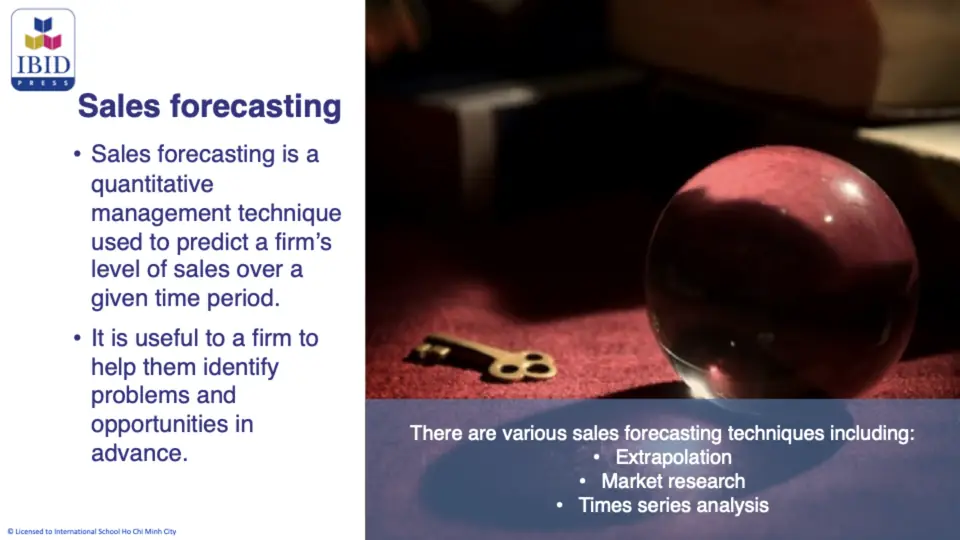 IBID
PRESS
Sales forecasting
• Sales forecasting is a
quantitative
management technique
used to predict a firm's
level of sales over a
given time period.
• It is useful to a firm to
help them identify
problems and
opportunities in
advance.
There are various sales forecasting techniques including:
• Extrapolation
• Market research
• Times series analysis
© Licensed to International School Ho Chi Minh City